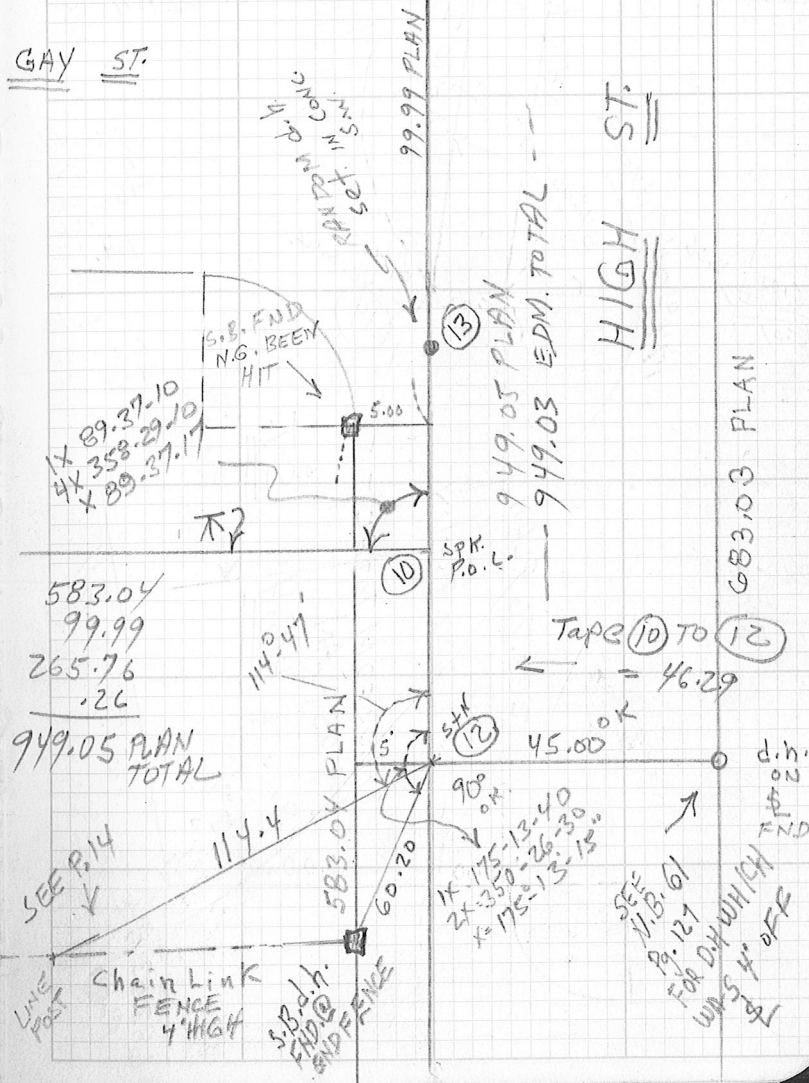 GAY ST.
99.99 PLAN
RANDOM d.h.
SET IN CONC.
S.W.
HIGH ST.
13
949.05 PLAN
949.03 EDM. TOTAL
S.B. FND
N.G. BEEN
HIT
5.00
1X 89.37-10
4X 358-29-10
X 89.37.17
683.03 PLAN
10
SPK.
P.O.L.
583.04
99.99
265.76
.26
949.05 PLAN
TOTAL
114°-47'
Tape 10 TO 12
= 46.29
STN
12
5'
45.00 OK
90°
OK
1X-175-13-40
2X-350-26-30
X=175-13-15"
d.h.
FND
583.04 PLAN
60.20
114.4
SEE P.14
SEE
N.B. 61
Pg. 129
FOR D.H WHICH
WAS 4" OFF
LINE
POST
Chain Link
FENCE
4' HIGH
S.B.d.h.
FND.@
END FENCE